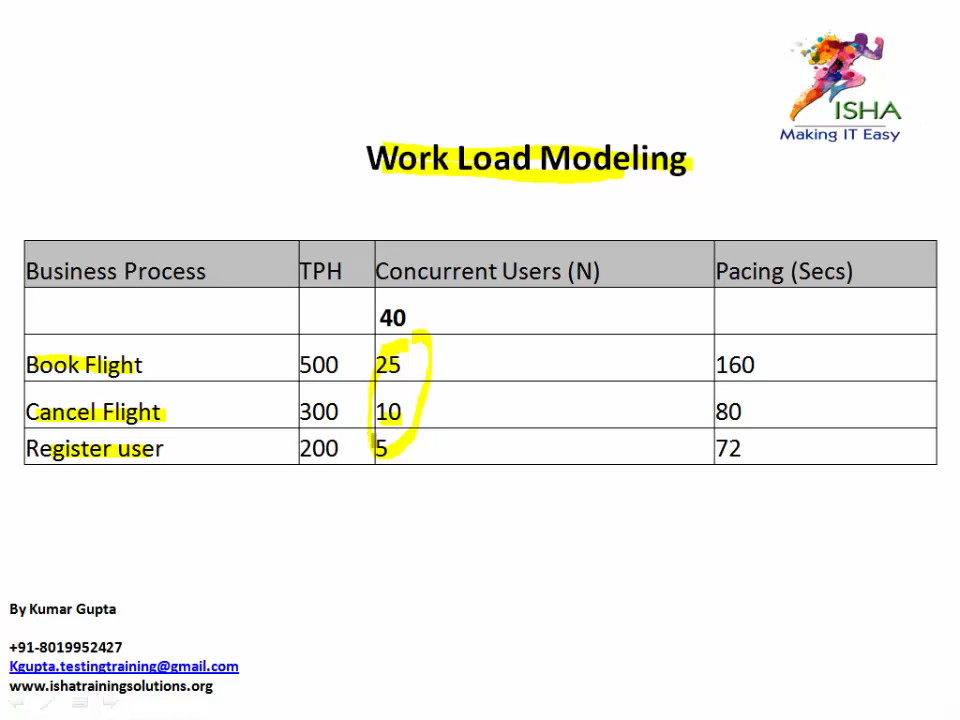 ISHA
Making IT Easy
Work Load Modeling
Business Process TPH Concurrent Users (N) Pacing (Secs)
40
Book Flight 500 25 160
Cancel Flight 300 10 80
Register user 200 5 72
By Kumar Gupta
+91-8019952427
Kgupta.testingtraining@gmail.com
www.ishatrainingsolutions.org